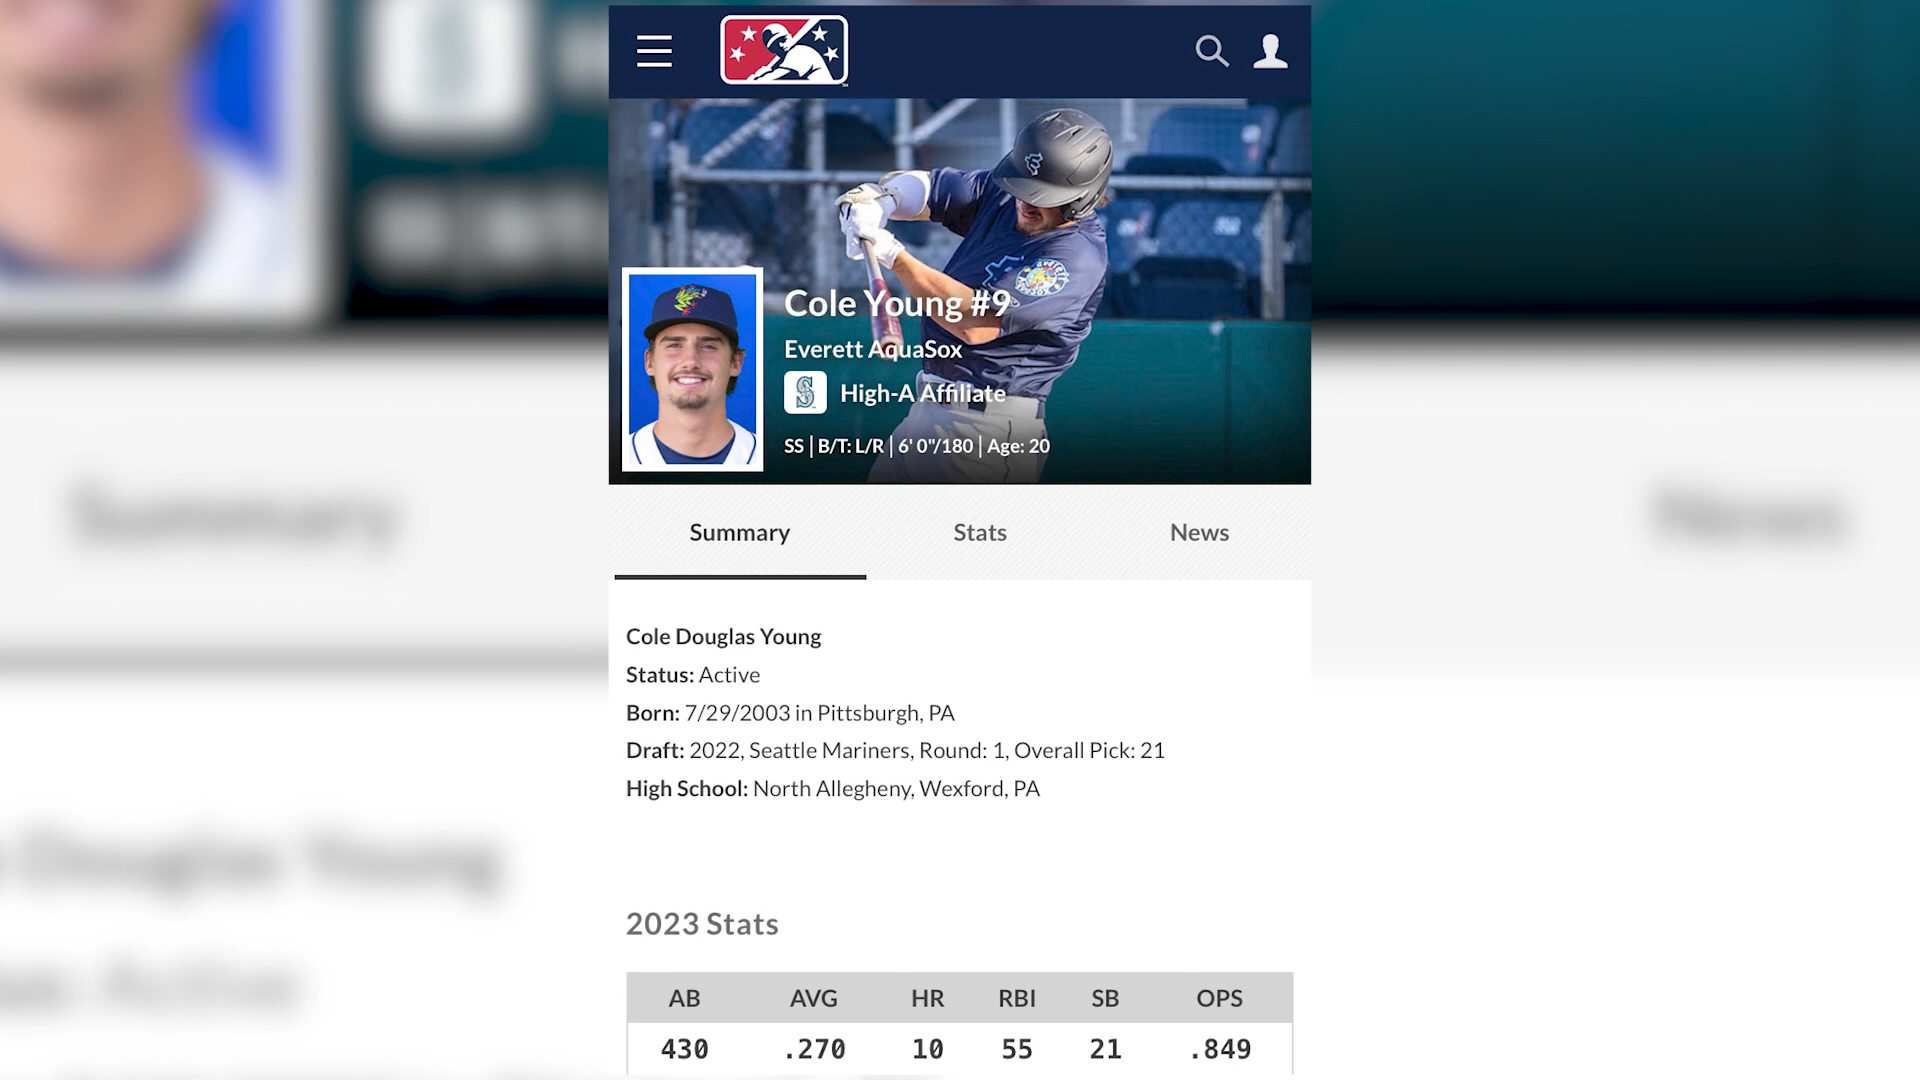 Cole Young #9
Everett AquaSox
High-A Affiliate
SS | B/T: L/R | 6' 0"/180 | Age: 20
Summary
Stats
News
Cole Douglas Young
Status: Active
Born: 7/29/2003 in Pittsburgh, PA
Draft: 2022, Seattle Mariners, Round: 1, Overall Pick: 21
High School: North Allegheny, Wexford, PA
2023 Stats
AB AVG HR RBI SB OPS
430 .270 10 55 21 .849